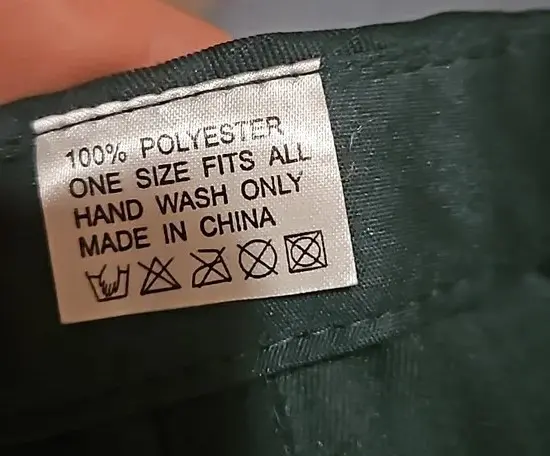 100% POLYESTER
ONE SIZE FITS ALL
HAND WASH ONLY
MADE IN CHINA